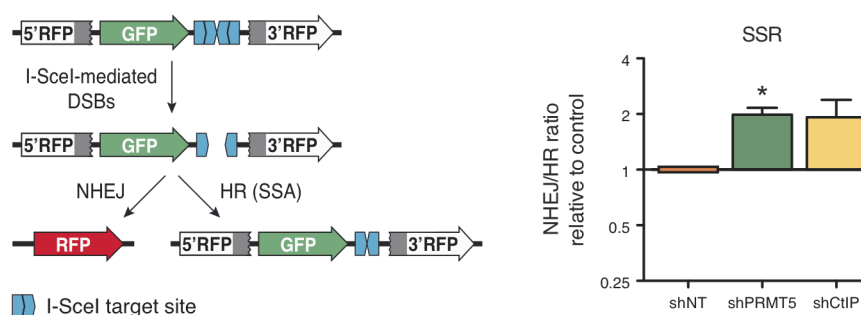 5'RFP GFP 3'RFP
I-SceI-mediated
DSBs
5'RFP GFP 3'RFP
NHEJ HR (SSA)
RFP 5'RFP GFP 3'RFP
I-SceI target site
SSR
NHEJ/HR ratio
relative to control
4
2
1
0.5
0.25
*
shNT shPRMT5 shCtIP